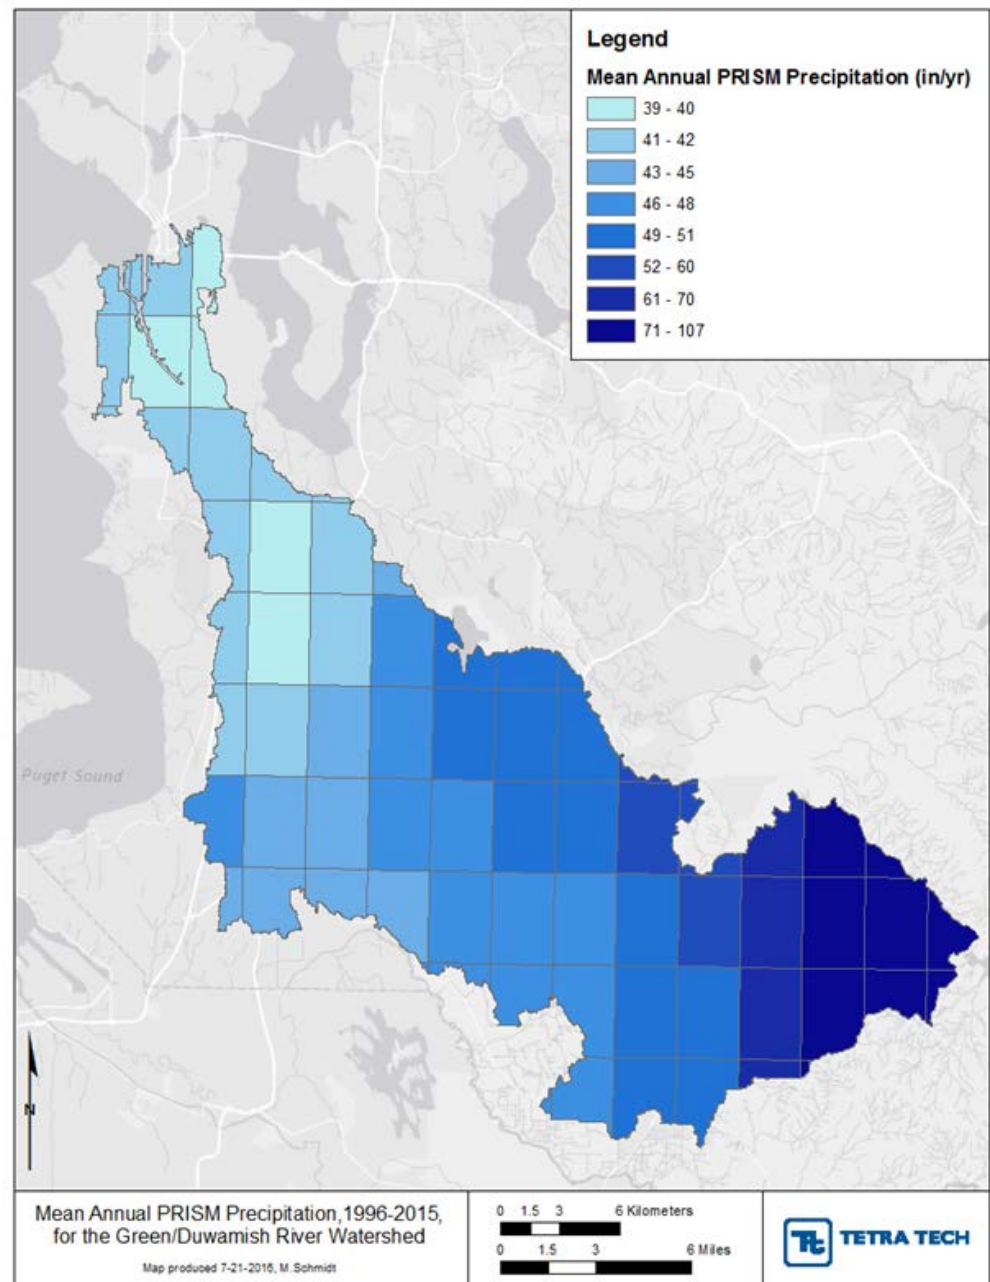 Legend
Mean Annual PRISM Precipitation (in/yr)
39 - 40
41 - 42
43 - 45
46 - 48
49 - 51
52 - 60
61 - 70
71 - 107
Puget Sound
N
Mean Annual PRISM Precipitation,1996-2015,
for the Green/Duwamish River Watershed
Map produced 7-21-2016, M. Schmidt
0 1.5 3 6 Kilometers
0 1.5 3 6 Miles
Tt TETRA TECH